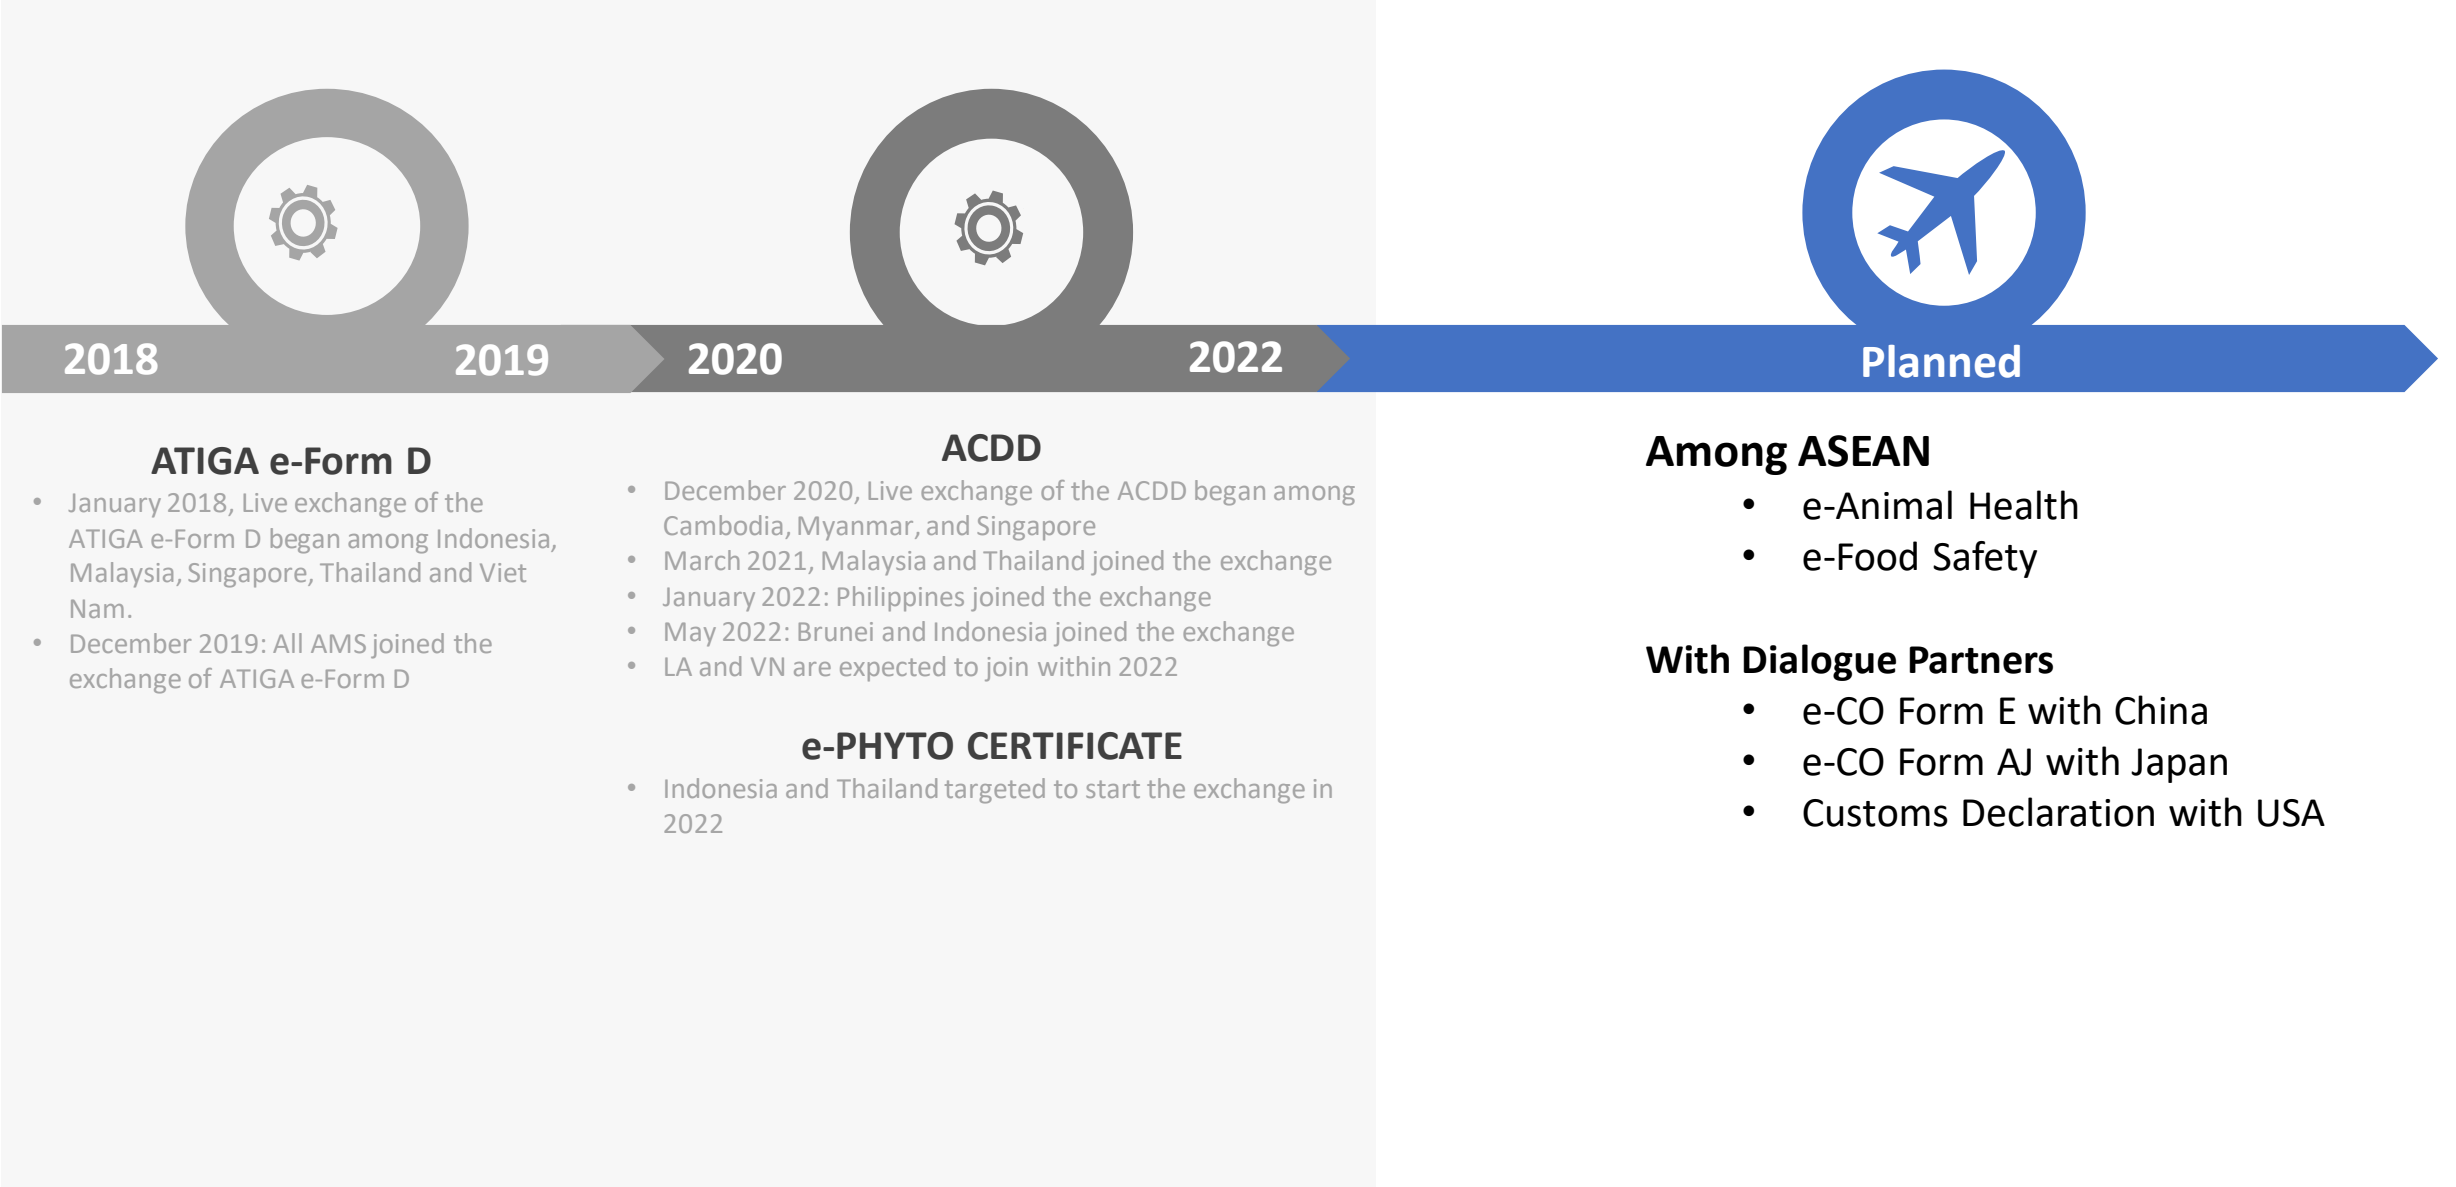 2018
2019
2020
2022
Planned
ATIGA e-Form D
• January 2018, Live exchange of the
ATIGA e-Form D began among Indonesia,
Malaysia, Singapore, Thailand and Viet
Nam.
• December 2019: All AMS joined the
exchange of ATIGA e-Form D
ACDD
• December 2020, Live exchange of the ACDD began among
Cambodia, Myanmar, and Singapore
• March 2021, Malaysia and Thailand joined the exchange
• January 2022: Philippines joined the exchange
• May 2022: Brunei and Indonesia joined the exchange
• LA and VN are expected to join within 2022
e-PHYTO CERTIFICATE
• Indonesia and Thailand targeted to start the exchange in
2022
Among ASEAN
• e-Animal Health
• e-Food Safety
With Dialogue Partners
• e-CO Form E with China
• e-CO Form AJ with Japan
• Customs Declaration with USA